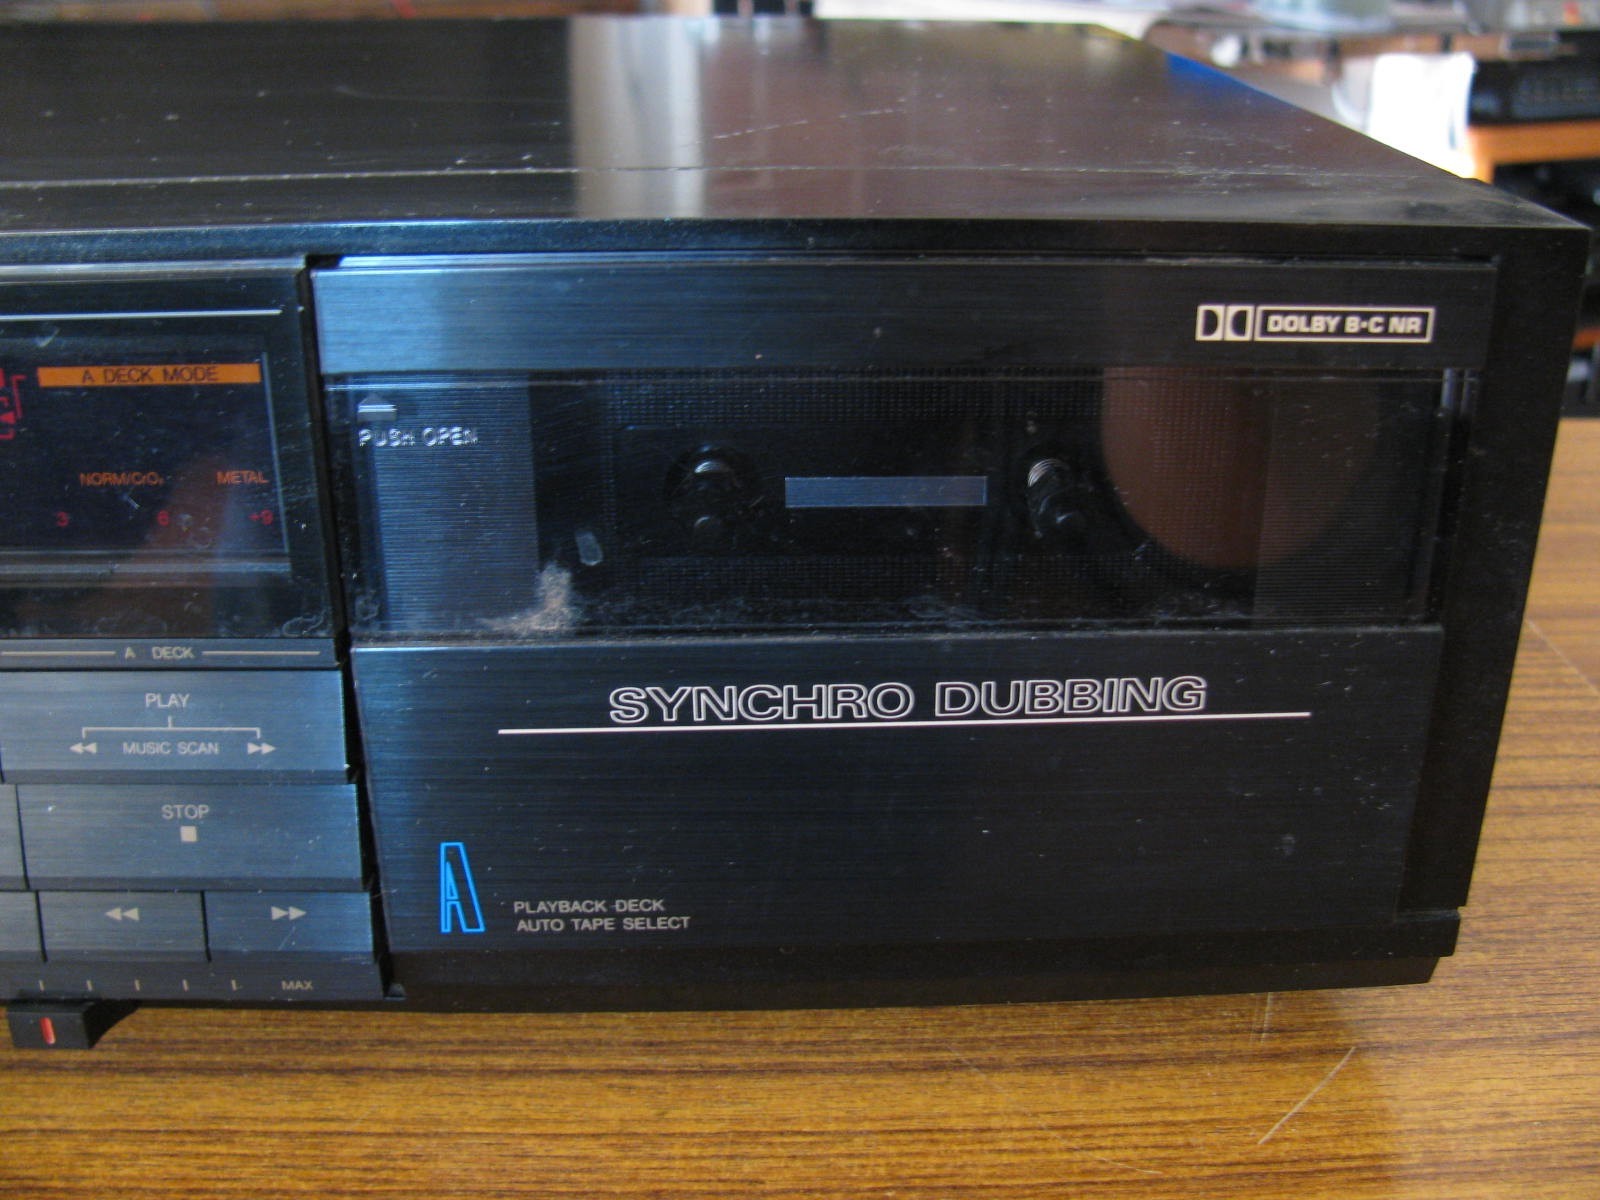 DOLBY B·C NR
A DECK MODE
PUSH OPEN
NORM/CrO₂ METAL
3 6 +9
A DECK
PLAY
MUSIC SCAN
SYNCHRO DUBBING
STOP
A
PLAYBACK DECK
AUTO TAPE SELECT
MAX